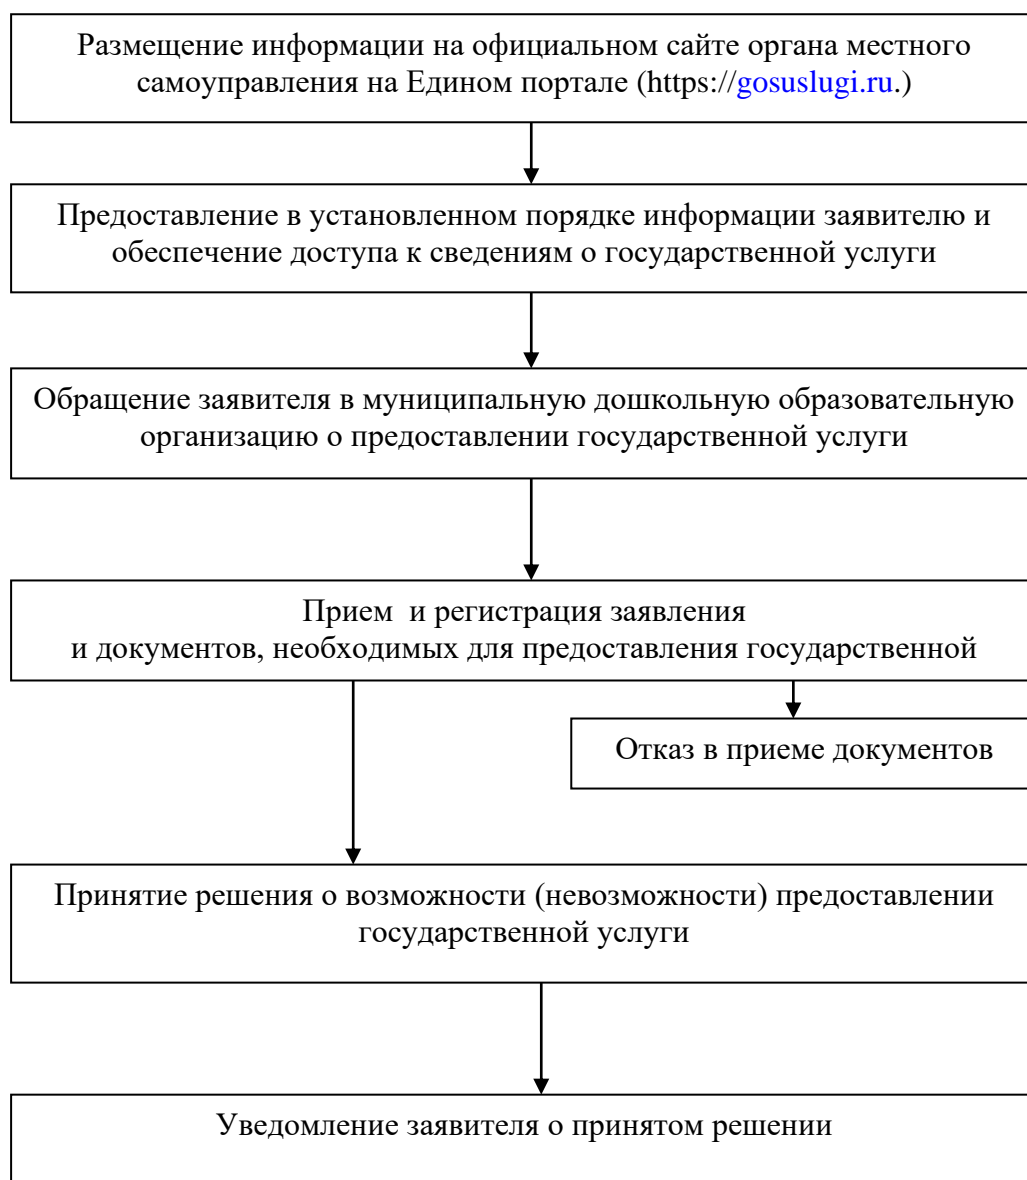 Размещение информации на официальном сайте органа местного
самоуправления на Едином портале (https://gosuslugi.ru.)
Предоставление в установленном порядке информации заявителю и
обеспечение доступа к сведениям о государственной услуги
Обращение заявителя в муниципальную дошкольную образовательную
организацию о предоставлении государственной услуги
Прием  и регистрация заявления
и документов, необходимых для предоставления государственной
Отказ в приеме документов
Принятие решения о возможности (невозможности) предоставлении
государственной услуги
Уведомление заявителя о принятом решении